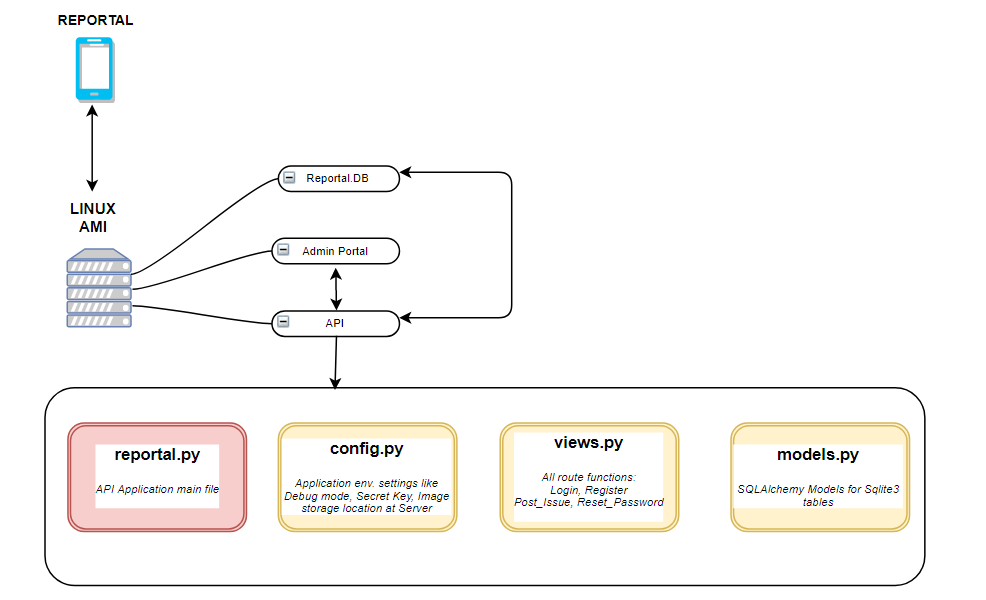 REPORTAL
LINUX
AMI
Reportal.DB
Admin Portal
API
reportal.py
API Application main file
config.py
Application env. settings like
Debug mode, Secret Key, Image
storage location at Server
views.py
All route functions:
Login, Register
Post_Issue, Reset_Password
models.py
SQLAlchemy Models for Sqlite3
tables